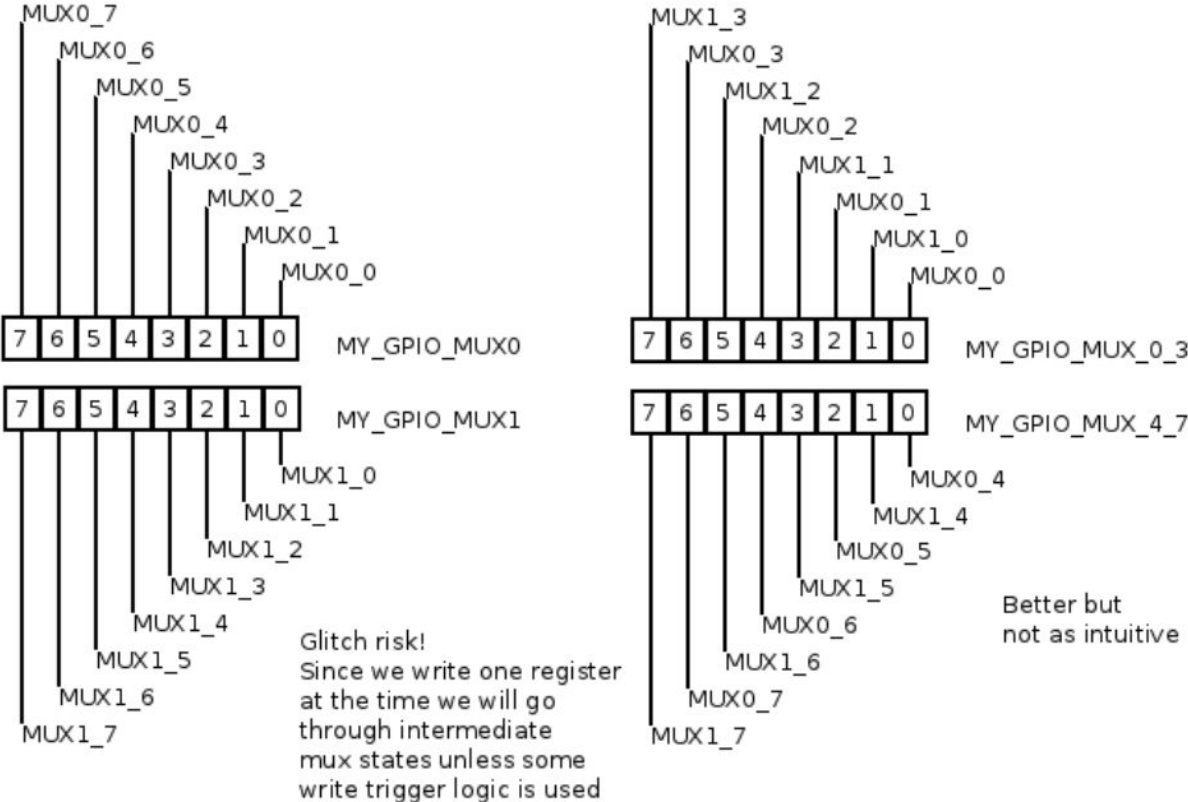 MUX0_7
MUX0_6
MUX0_5
MUX0_4
MUX0_3
MUX0_2
MUX0_1
MUX0_0
7 6 5 4 3 2 1 0 MY_GPIO_MUX0
7 6 5 4 3 2 1 0 MY_GPIO_MUX1
MUX1_0
MUX1_1
MUX1_2
MUX1_3
MUX1_4
MUX1_5
MUX1_6
MUX1_7
Glitch risk!
Since we write one register
at the time we will go
through intermediate
mux states unless some
write trigger logic is used
MUX1_3
MUX0_3
MUX1_2
MUX0_2
MUX1_1
MUX0_1
MUX1_0
MUX0_0
7 6 5 4 3 2 1 0 MY_GPIO_MUX_0_3
7 6 5 4 3 2 1 0 MY_GPIO_MUX_4_7
MUX0_4
MUX1_4
MUX0_5
MUX1_5
MUX0_6
MUX1_6
MUX0_7
MUX1_7
Better but
not as intuitive